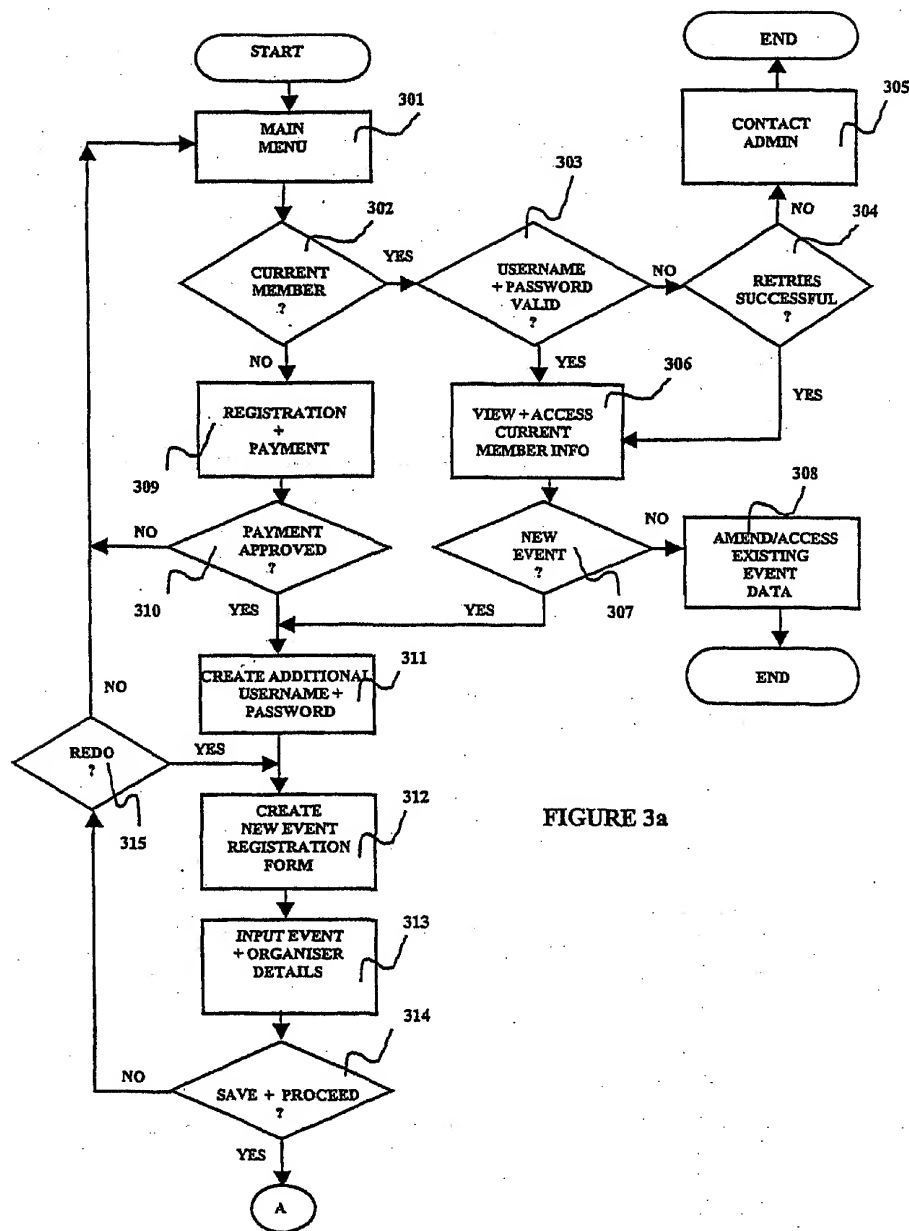 START
END
301
305
MAIN
MENU
CONTACT
ADMIN
303
302
NO
304
YES
CURRENT
MEMBER
?
USERNAME
+ PASSWORD
VALID
?
NO
RETRIES
SUCCESSFUL
?
NO
YES
306
YES
REGISTRATION
+
PAYMENT
VIEW + ACCESS
CURRENT
MEMBER INFO
309
308
NO
PAYMENT
APPROVED
?
NEW
EVENT
?
NO
AMEND/ACCESS
EXISTING
EVENT
DATA
310
307
YES
YES
311
CREATE ADDITIONAL
USERNAME +
PASSWORD
END
NO
REDO
?
YES
312
CREATE
NEW EVENT
REGISTRATION
FORM
FIGURE 3a
315
313
INPUT EVENT
+ ORGANISER
DETAILS
314
NO
SAVE + PROCEED
?
YES
A